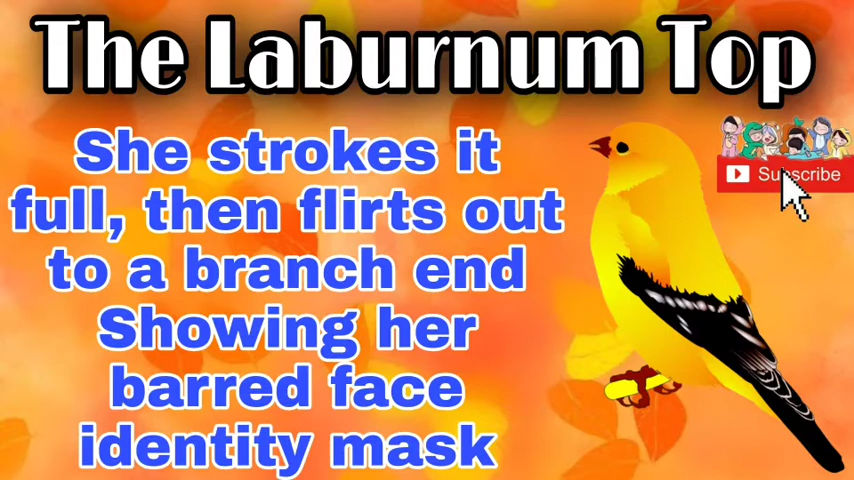 The Laburnum Top
She strokes it
full, then flirts out
to a branch end
Showing her
barred face
identity mask
Subscribe